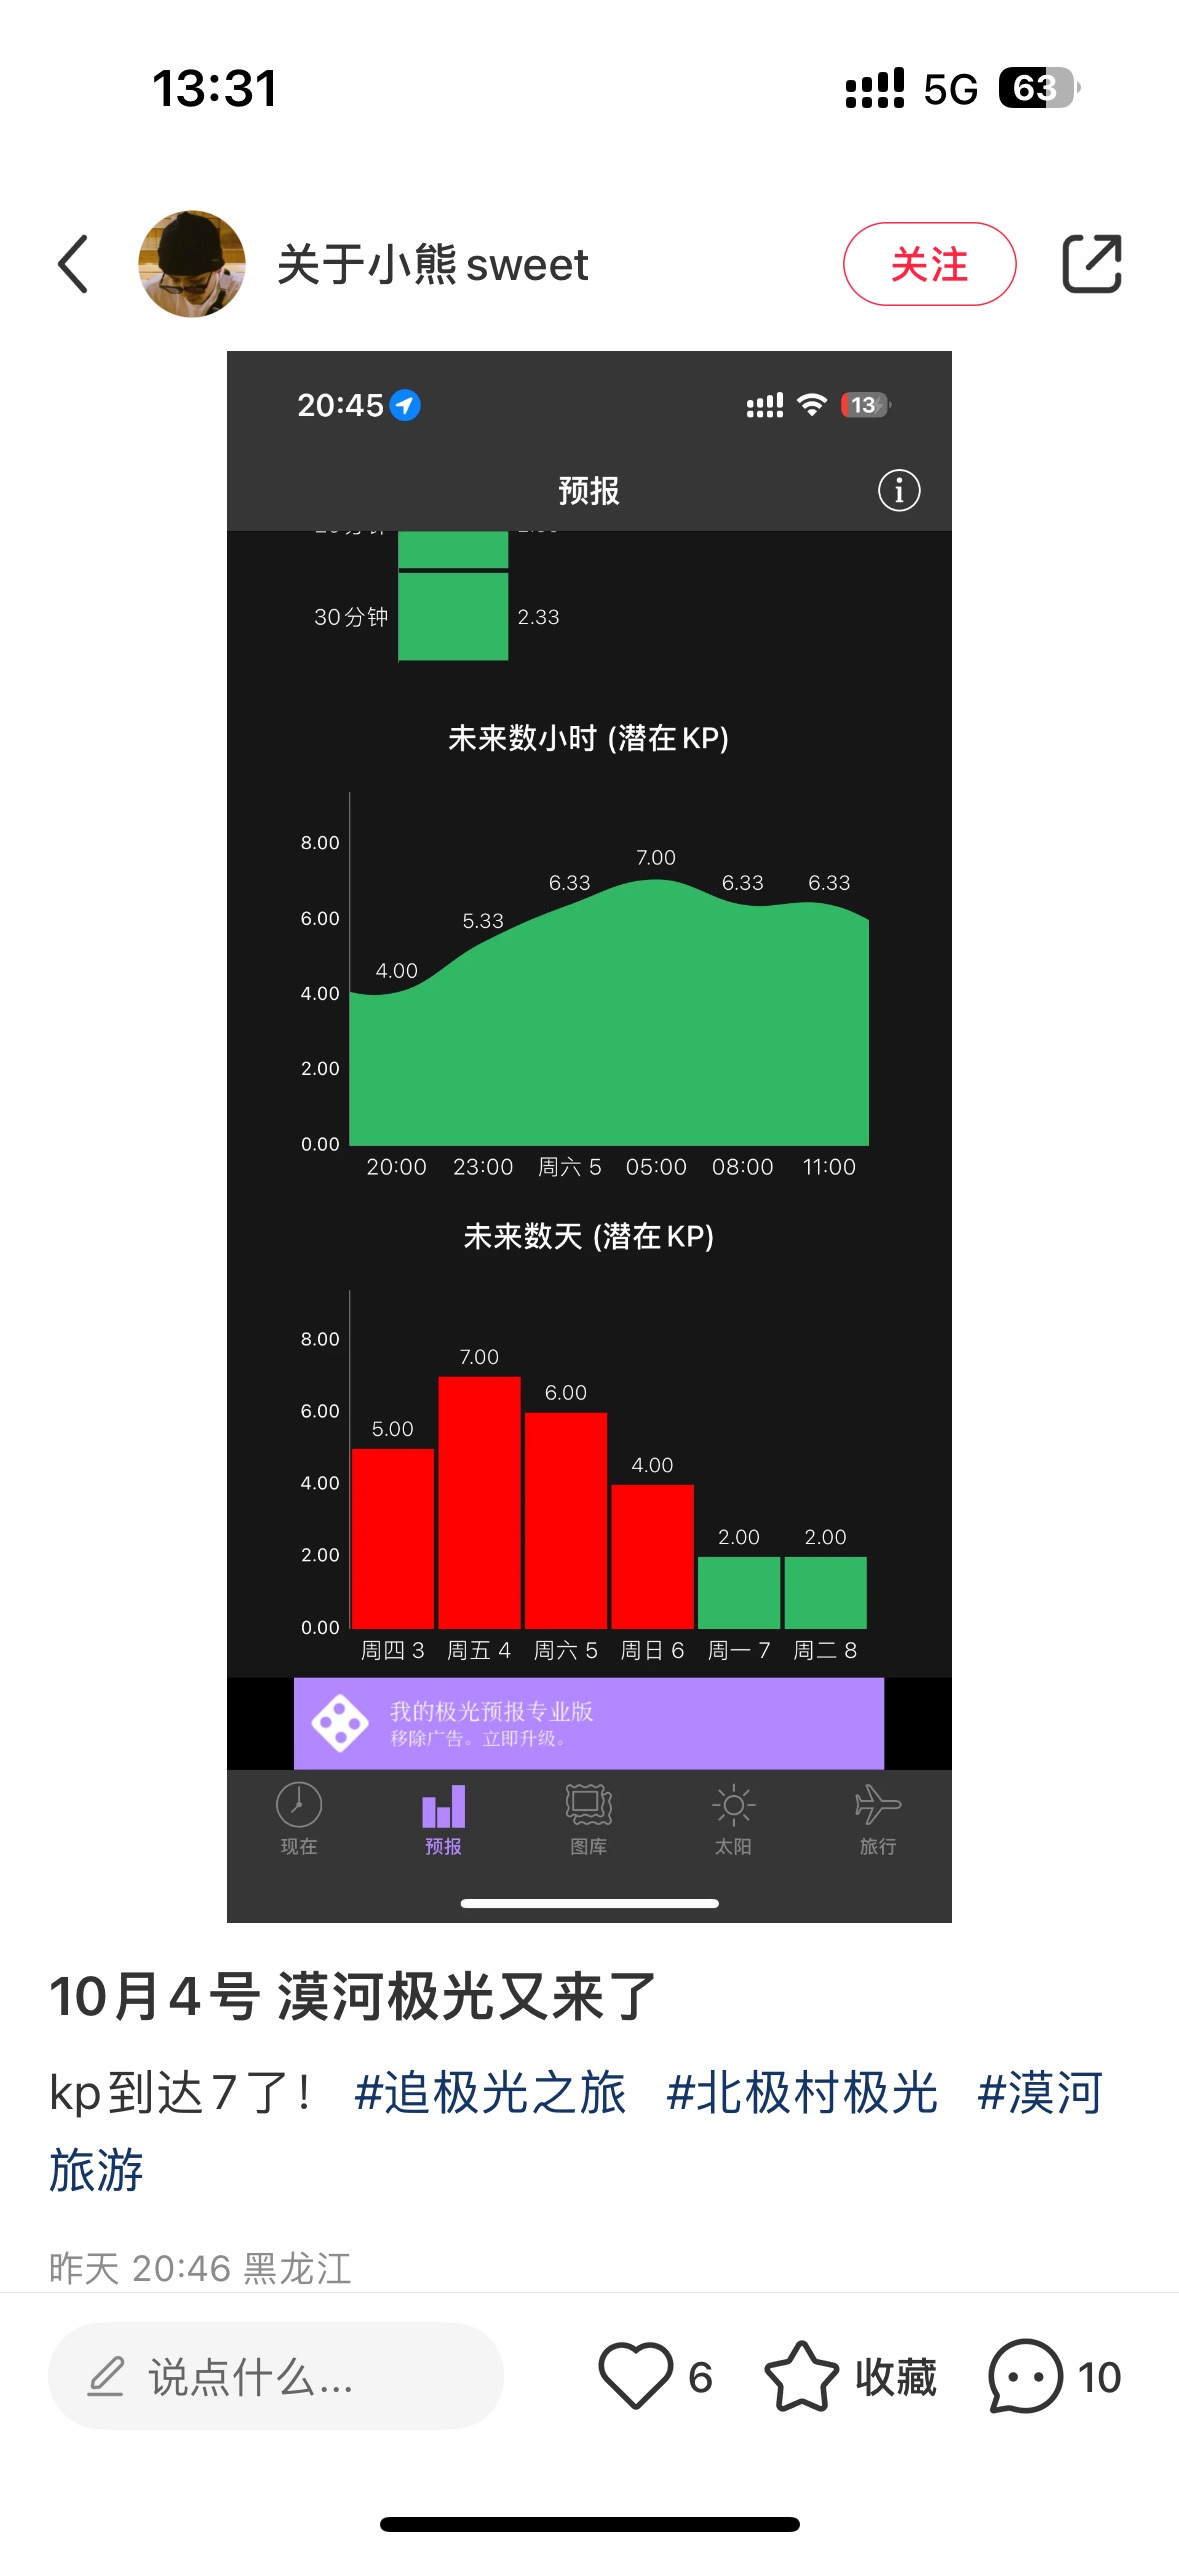 13:31
5G 63
关于小熊sweet
关注
20:45
13
预报
30分钟 2.33
未来数小时 (潜在KP)
8.00
6.00
4.00
2.00
0.00
4.00
5.33
6.33
7.00
6.33
6.33
20:00 23:00 周六 5 05:00 08:00 11:00
未来数天 (潜在KP)
8.00
6.00
4.00
2.00
0.00
5.00
7.00
6.00
4.00
2.00
2.00
周四 3 周五 4 周六 5 周日 6 周一 7 周二 8
我的极光预报专业版
移除广告。立即升级。
现在 预报 图库 太阳 旅行
10月4号 漠河极光又来了
kp到达7了！ #追极光之旅 #北极村极光 #漠河
旅游
昨天 20:46 黑龙江
说点什么...
6 收藏 10